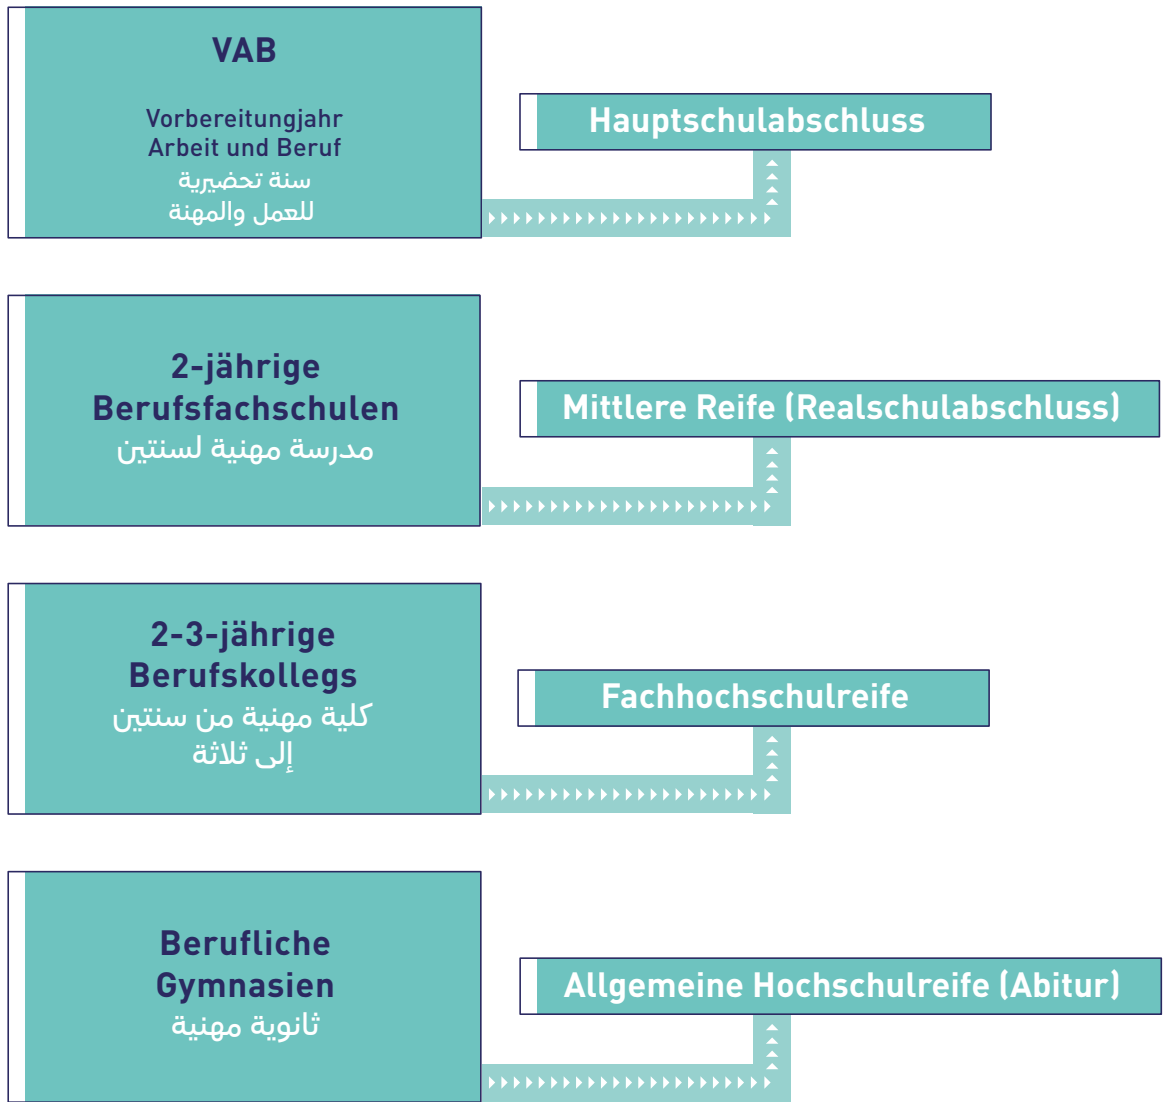 VAB
Vorbereitungjahr
Arbeit und Beruf
سنة تحضيرية
للعمل والمهنة
Hauptschulabschluss
2-jährige
Berufsfachschulen
مدرسة مهنية لسنتين
Mittlere Reife (Realschulabschluss)
2-3-jährige
Berufskollegs
كلية مهنية من سنتين
إلى ثلاثة
Fachhochschulreife
Berufliche
Gymnasien
ثانوية مهنية
Allgemeine Hochschulreife (Abitur)